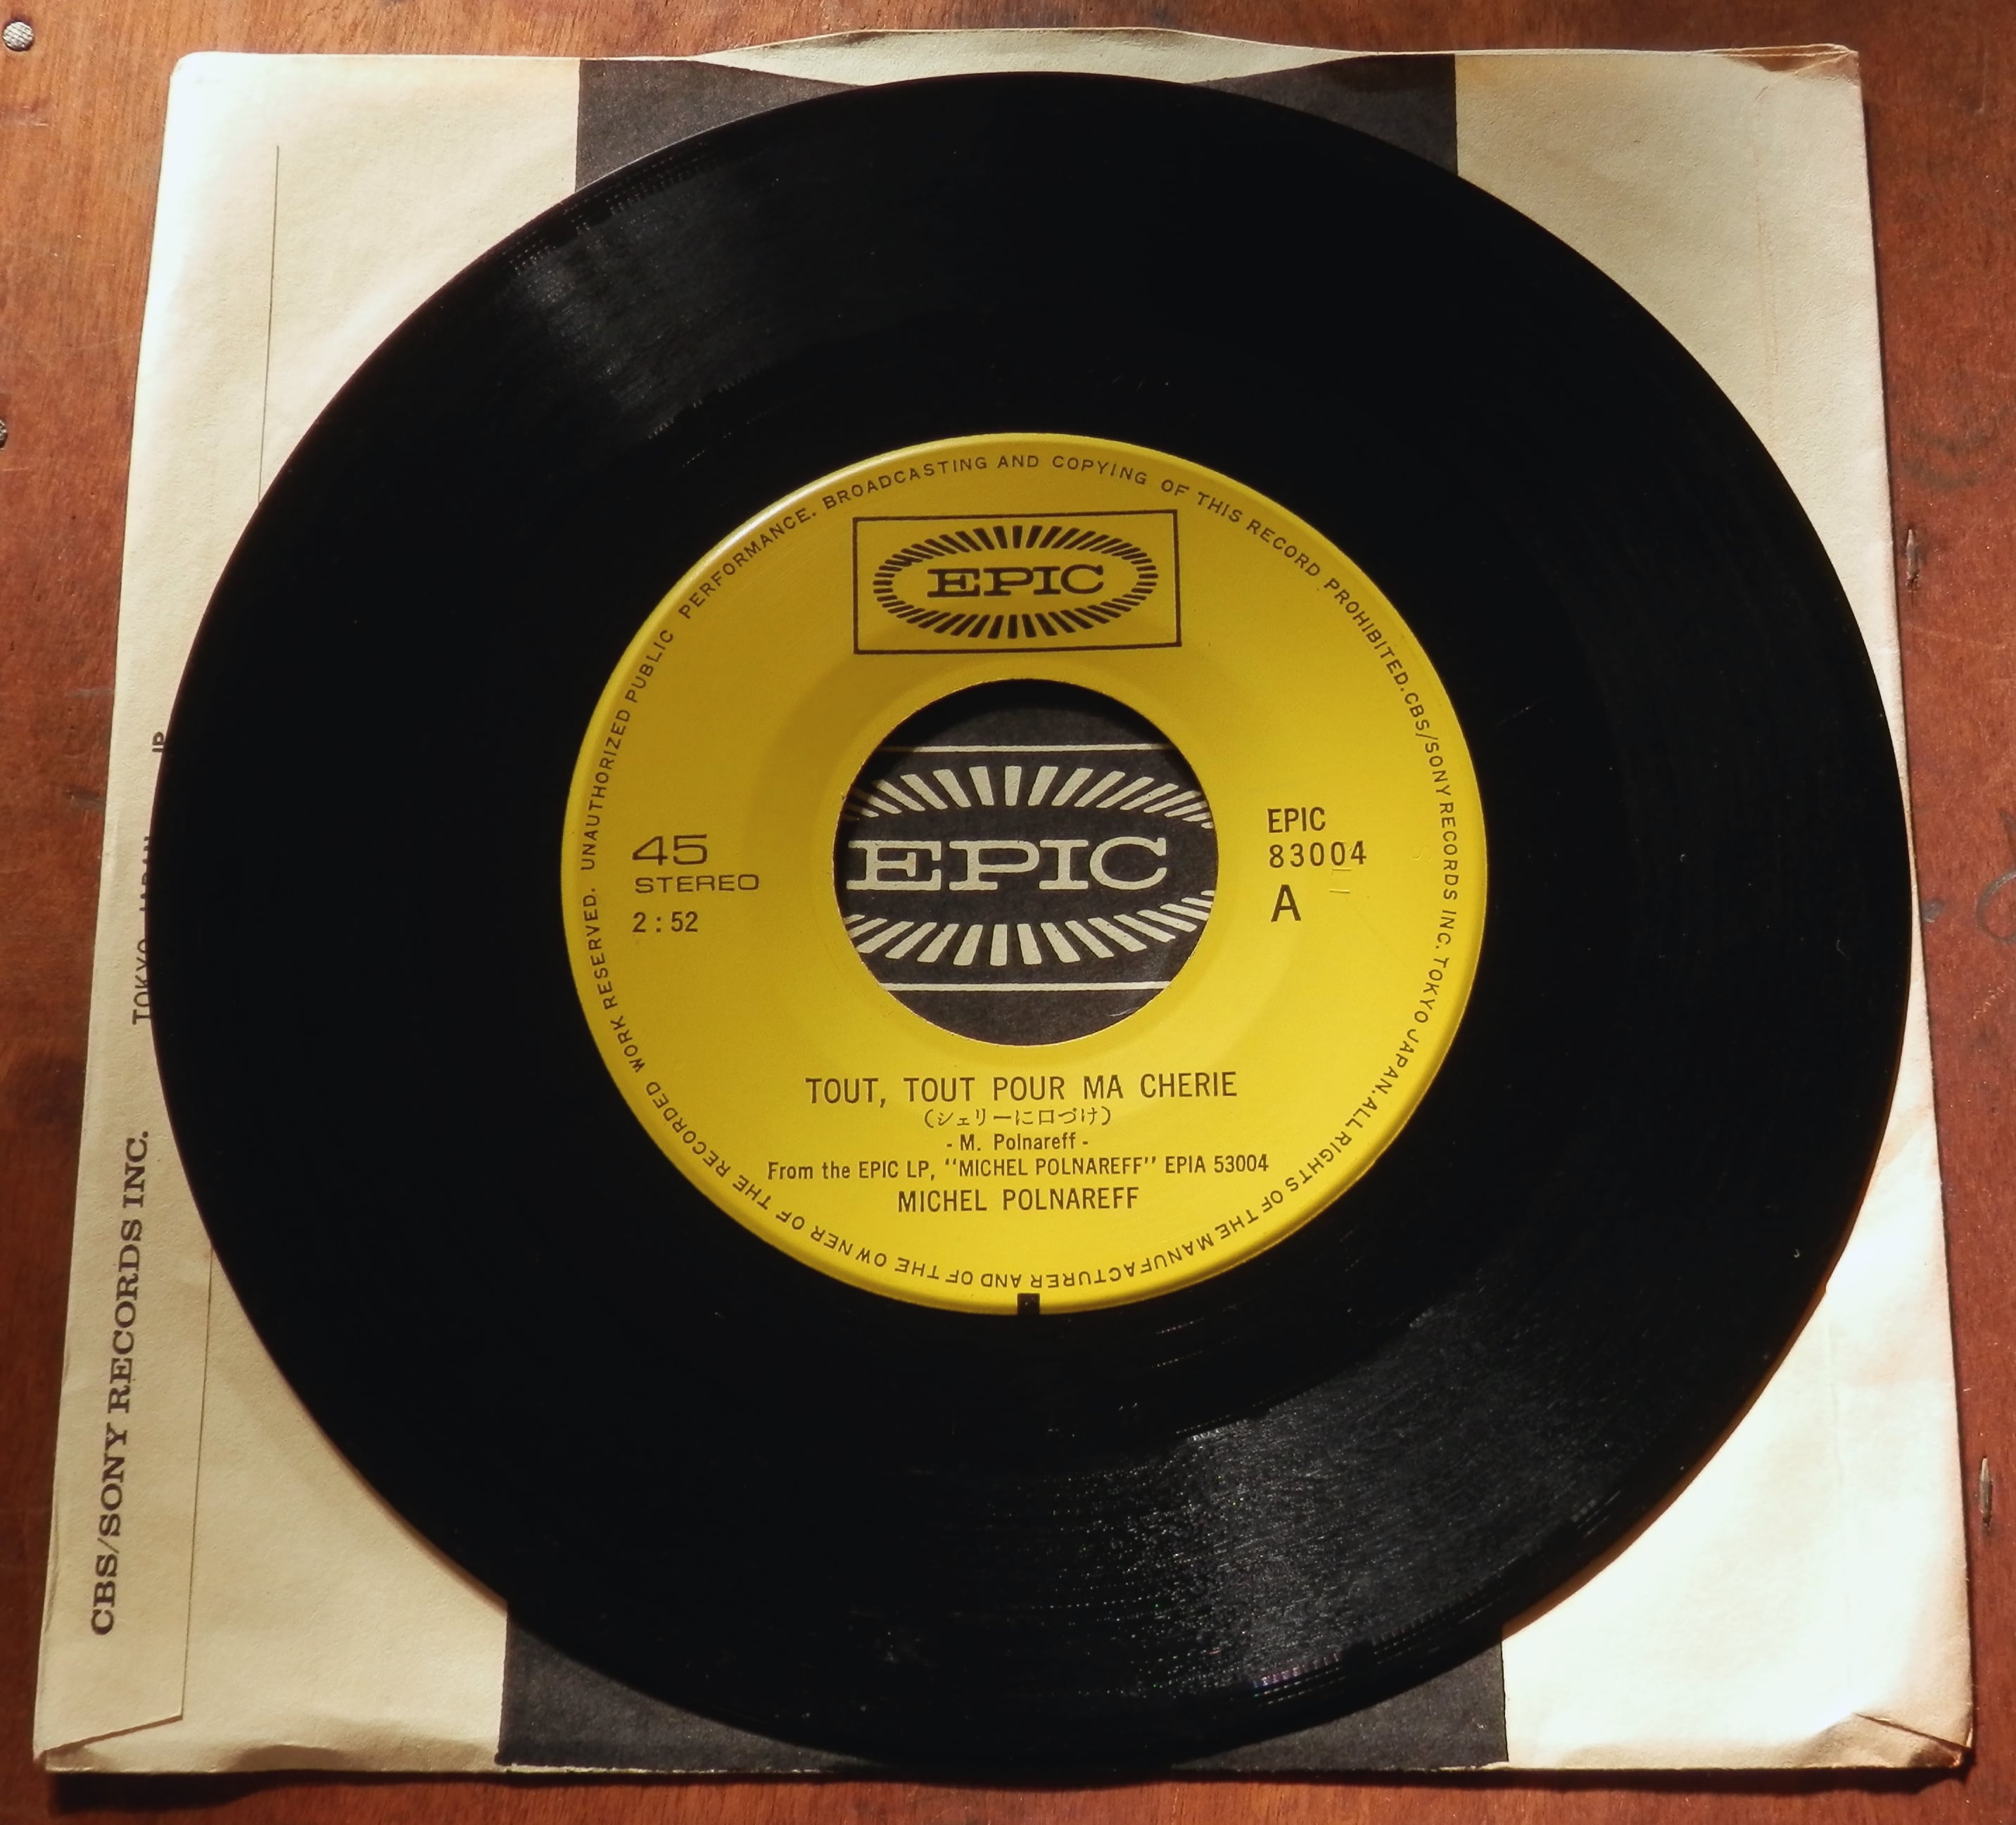 UNAUTHORIZED PUBLIC PERFORMANCE. BROADCASTING AND COPYING OF THIS RECORD PROHIBITED. CBS/SONY RECORDS INC. TOKYO JAPAN. ALL RIGHTS OF THE MANUFACTURER AND OF THE OWNER OF THE RECORDED WORK RESERVED.
EPIC
EPIC
45
STEREO
2:52
EPIC
83004
A
TOUT, TOUT POUR MA CHERIE
(シェリーに口づけ)
- M. Polnareff -
From the EPIC LP, "MICHEL POLNAREFF" EPIA 53004
MICHEL POLNAREFF
CBS/SONY RECORDS INC.
TOKYO